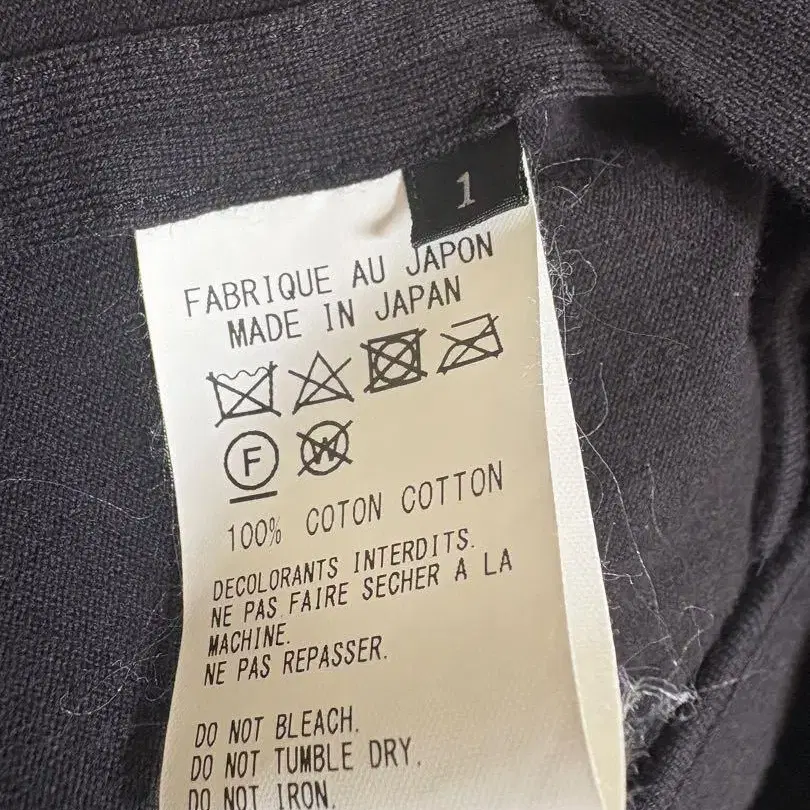 1
FABRIQUE AU JAPON
MADE IN JAPAN
F
W
100% COTON COTTON
DECOLORANTS INTERDITS.
NE PAS FAIRE SECHER A LA
MACHINE.
NE PAS REPASSER.
DO NOT BLEACH.
DO NOT TUMBLE DRY.
DO NOT IRON.